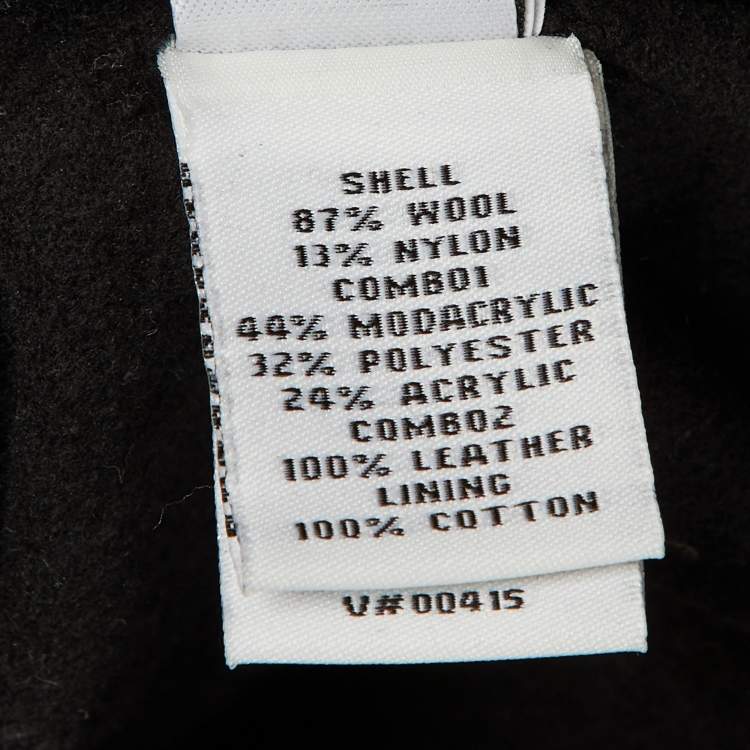 SHELL
87% WOOL
13% NYLON
COMBO1
44% MODACRYLIC
32% POLYESTER
24% ACRYLIC
COMBO2
100% LEATHER
LINING
100% COTTON
V#00415